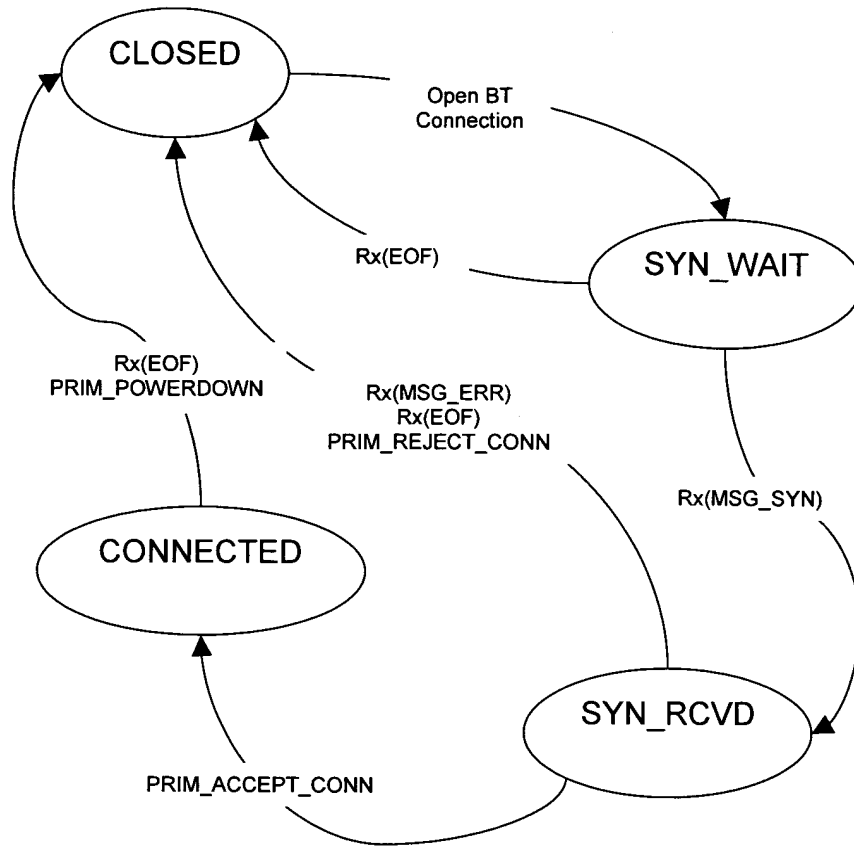 CLOSED
Open BT
Connection
Rx(EOF)
SYN_WAIT
Rx(EOF)
PRIM_POWERDOWN
Rx(MSG_ERR)
Rx(EOF)
PRIM_REJECT_CONN
Rx(MSG_SYN)
CONNECTED
SYN_RCVD
PRIM_ACCEPT_CONN